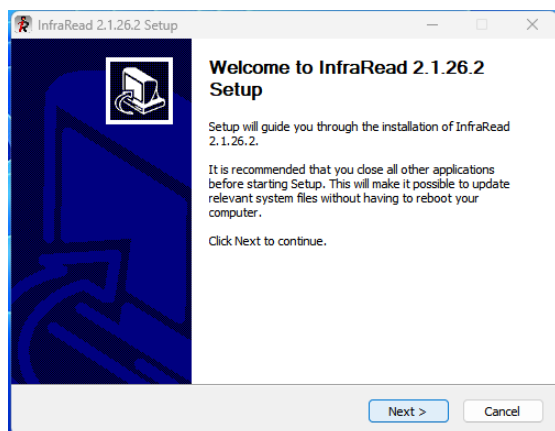 InfraRead 2.1.26.2 Setup
Welcome to InfraRead 2.1.26.2
Setup
Setup will guide you through the installation of InfraRead
2.1.26.2.
It is recommended that you close all other applications
before starting Setup. This will make it possible to update
relevant system files without having to reboot your
computer.
Click Next to continue.
Next >
Cancel